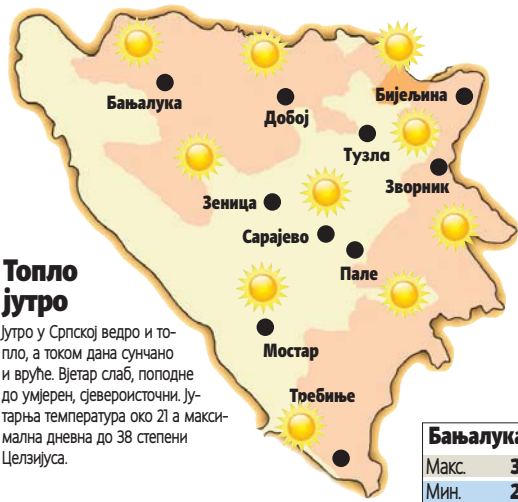 Бањалука
Добој
Бијељина
Тузла
Зворник
Зеница
Сарајево
Пале
Мостар
Требиње
Топло
јутро
Јутро у Српској ведро и то-
пло, а током дана сунчано
и вруће. Вјетар слаб, поподне
до умјерен, сјевероисточни. Ју-
тарња температура око 21 а макси-
мална дневна до 38 степени
Целзијуса.
Бањалука
Макс. 3
Мин. 2